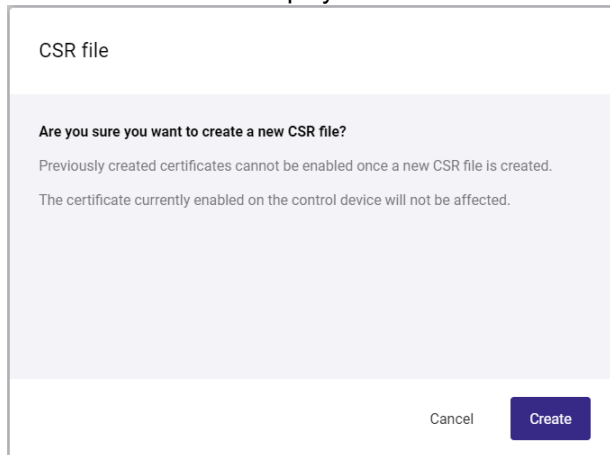 CSR file
Are you sure you want to create a new CSR file?
Previously created certificates cannot be enabled once a new CSR file is created.
The certificate currently enabled on the control device will not be affected.
Cancel Create